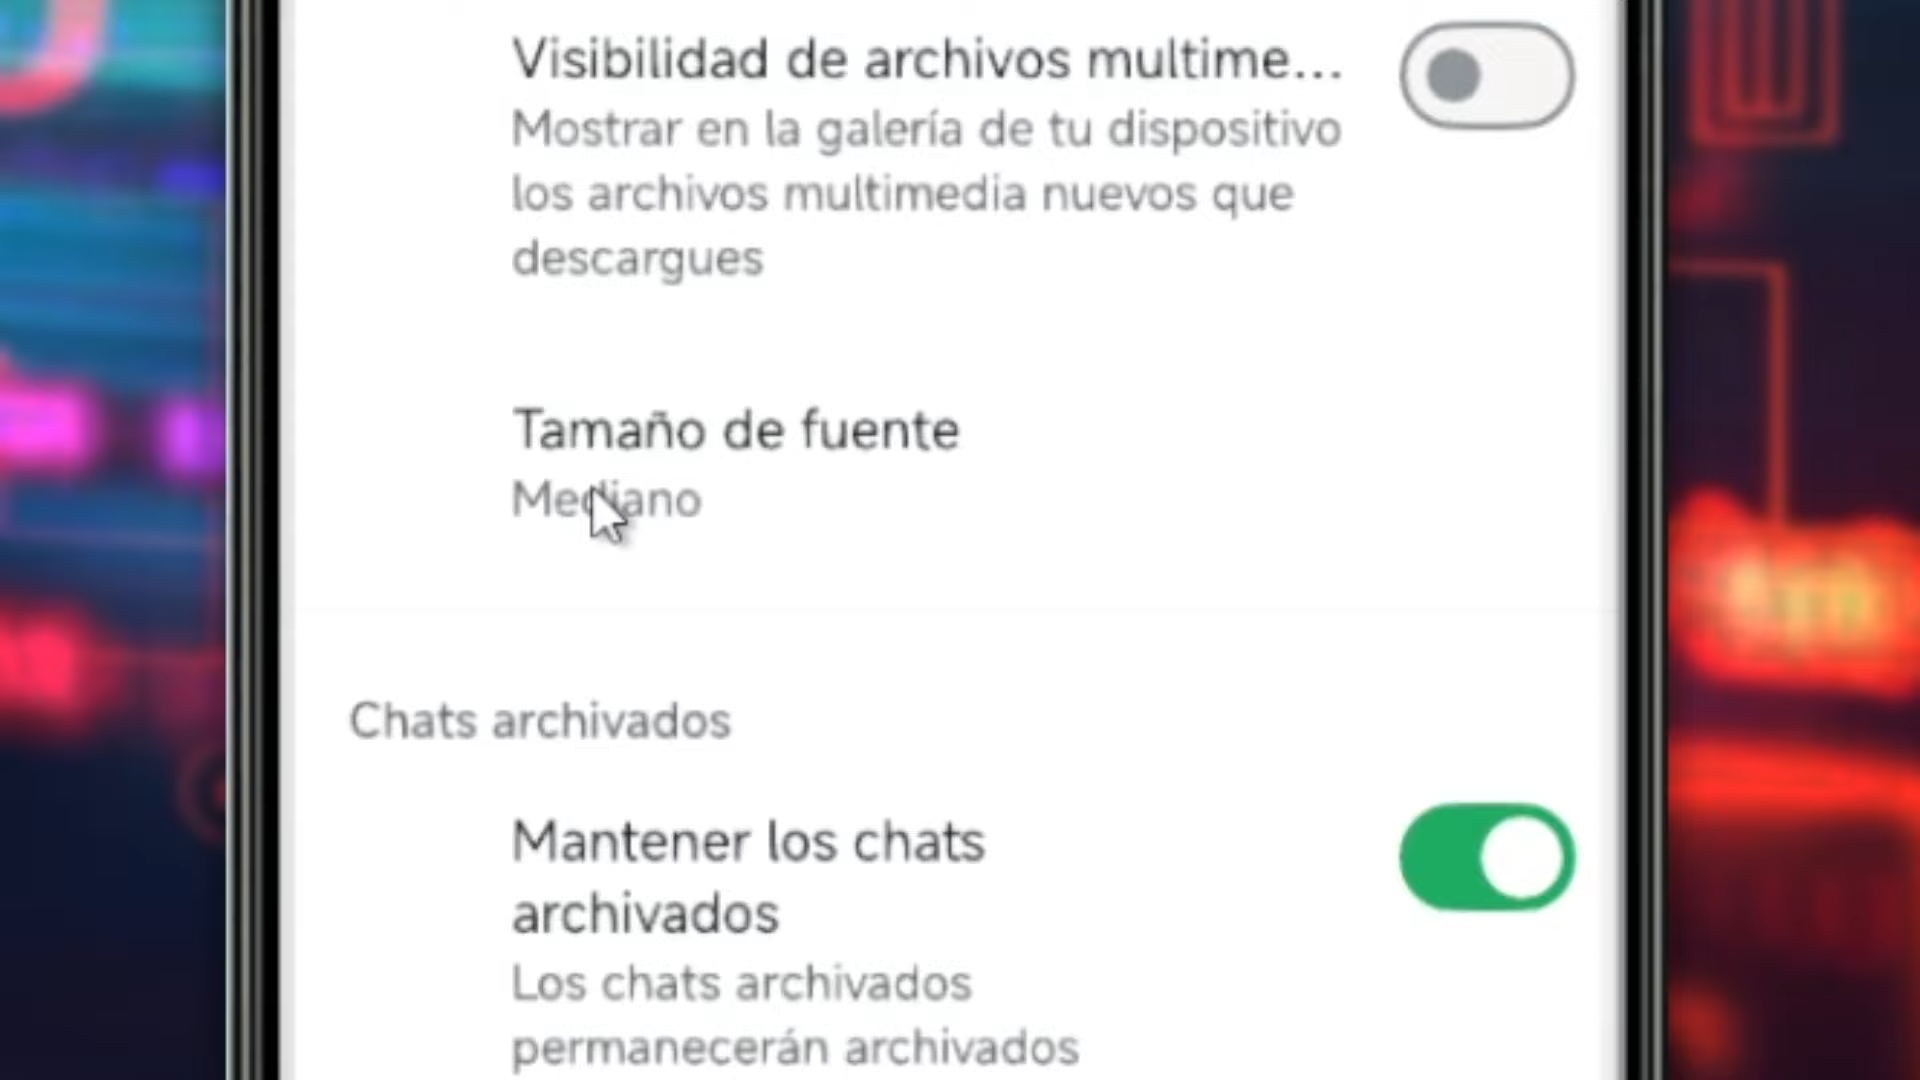 Visibilidad de archivos multime...
Mostrar en la galería de tu dispositivo
los archivos multimedia nuevos que
descargues
Tamaño de fuente
Mediano
Chats archivados
Mantener los chats
archivados
Los chats archivados
permanecerán archivados